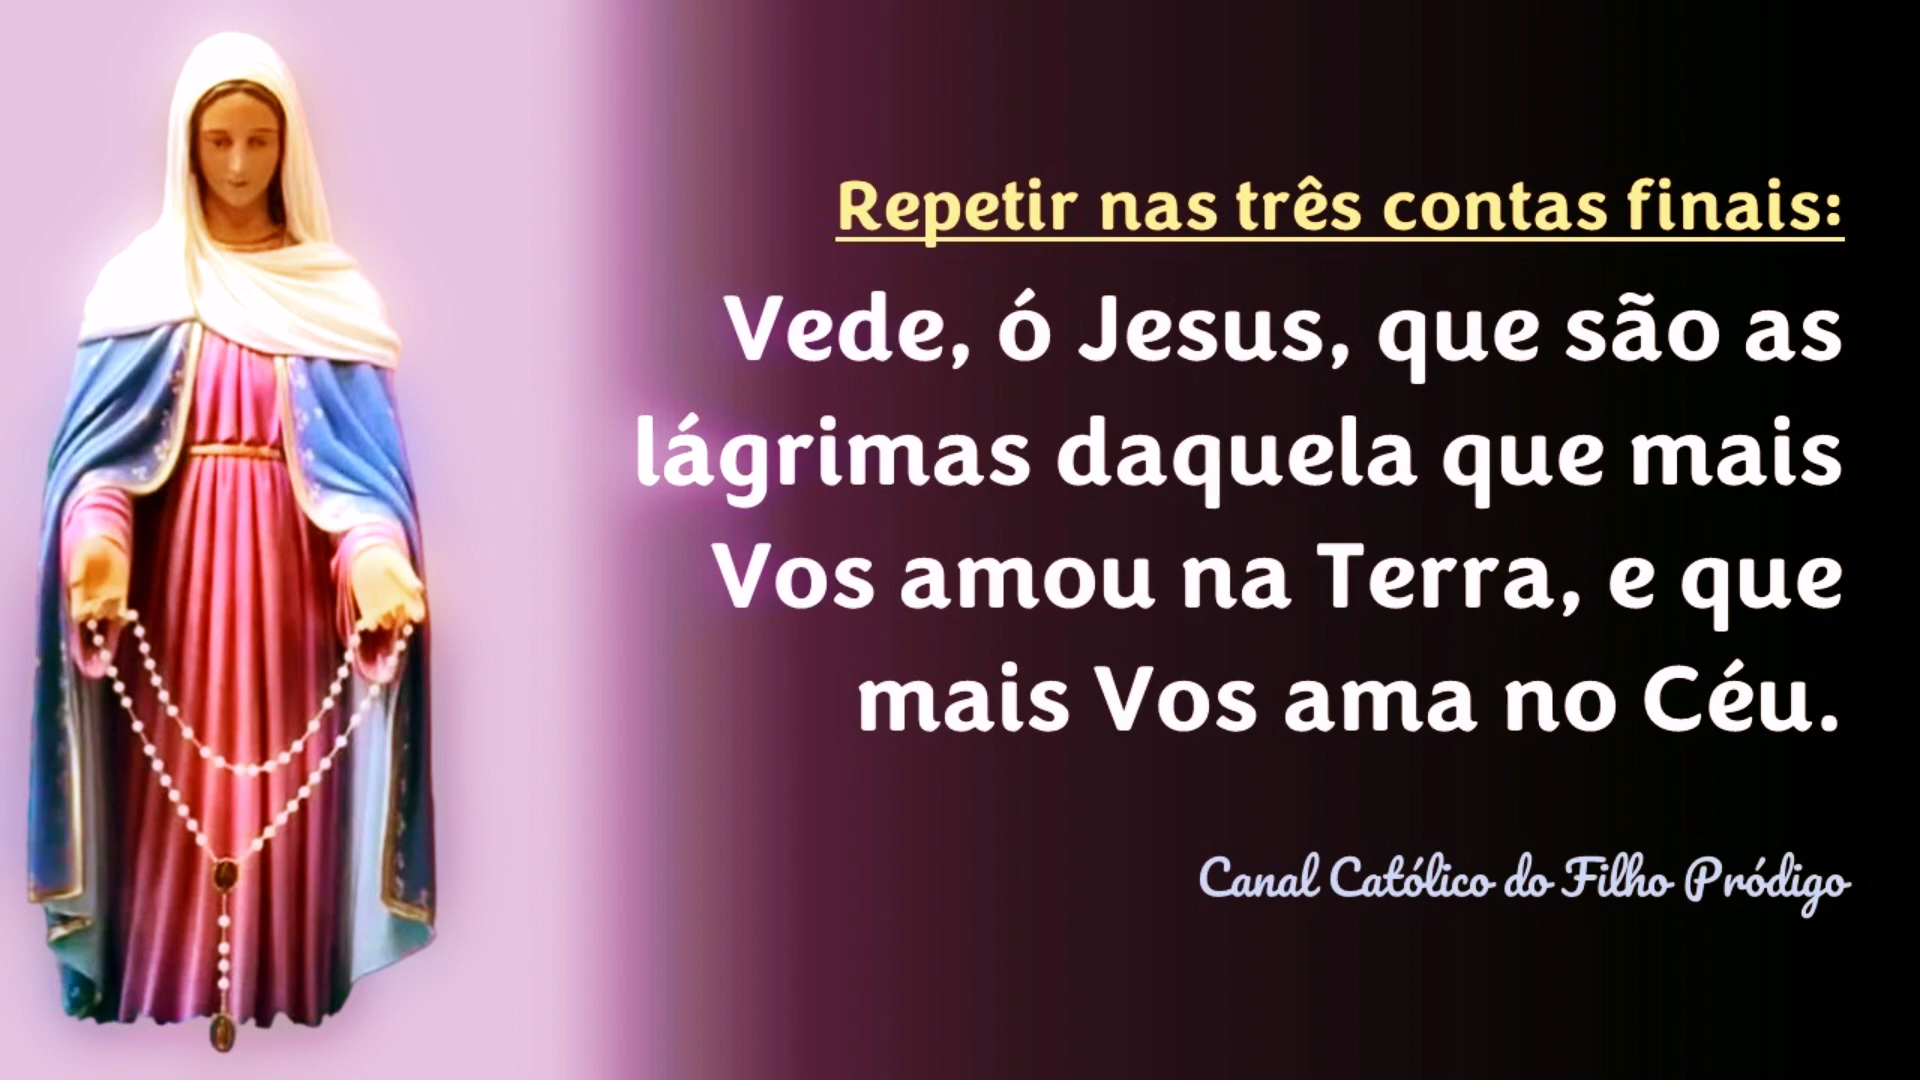 Repetir nas três contas finais:
Vede, ó Jesus, que são as
lágrimas daquela que mais
Vos amou na Terra, e que
mais Vos ama no Céu.
Canal Católico do Filho Pródigo